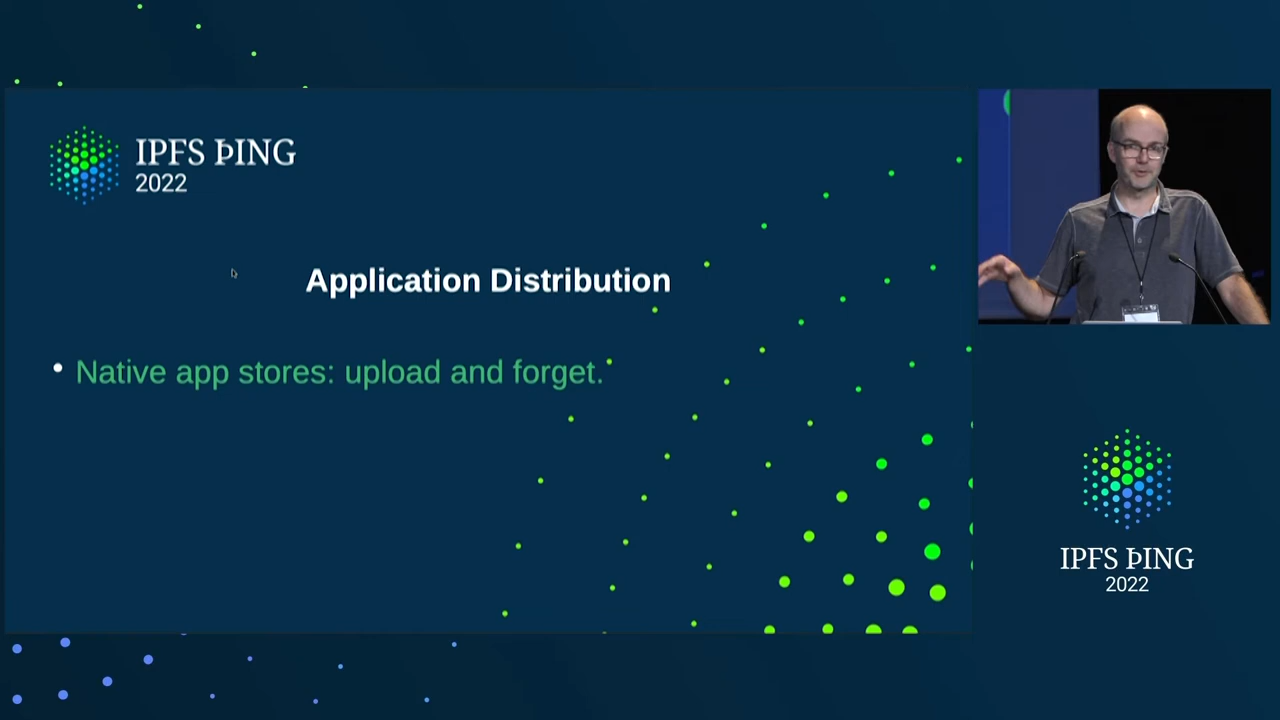 IPFS ÞING
2022
Application Distribution
• Native app stores: upload and forget.
IPFS ÞING
2022